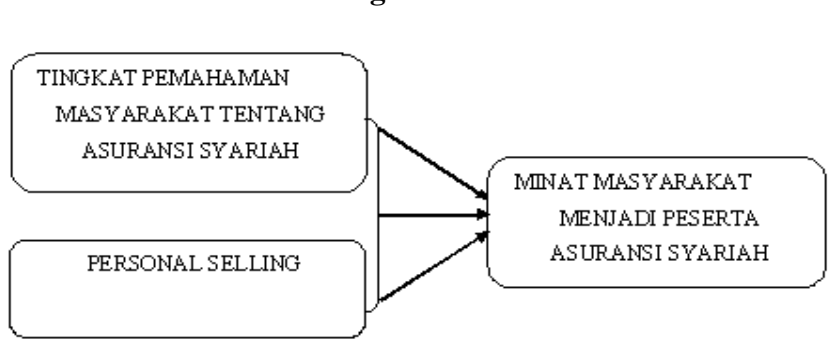 TINGKAT PEMAHAMAN
MASYARAKAT TENTANG
ASURANSI SYARIAH
PERSONAL SELLING
MINAT MASYARAKAT
MENJADI PESERTA
ASURANSI SYARIAH